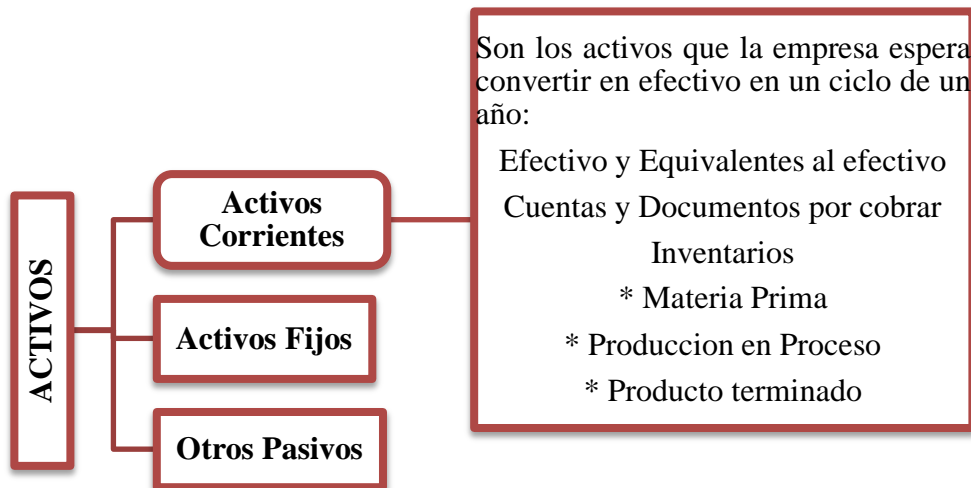 ACTIVOS
Activos
Corrientes
Activos Fijos
Otros Pasivos
Son los activos que la empresa espera
convertir en efectivo en un ciclo de un
año:
Efectivo y Equivalentes al efectivo
Cuentas y Documentos por cobrar
Inventarios
* Materia Prima
* Produccion en Proceso
* Producto terminado